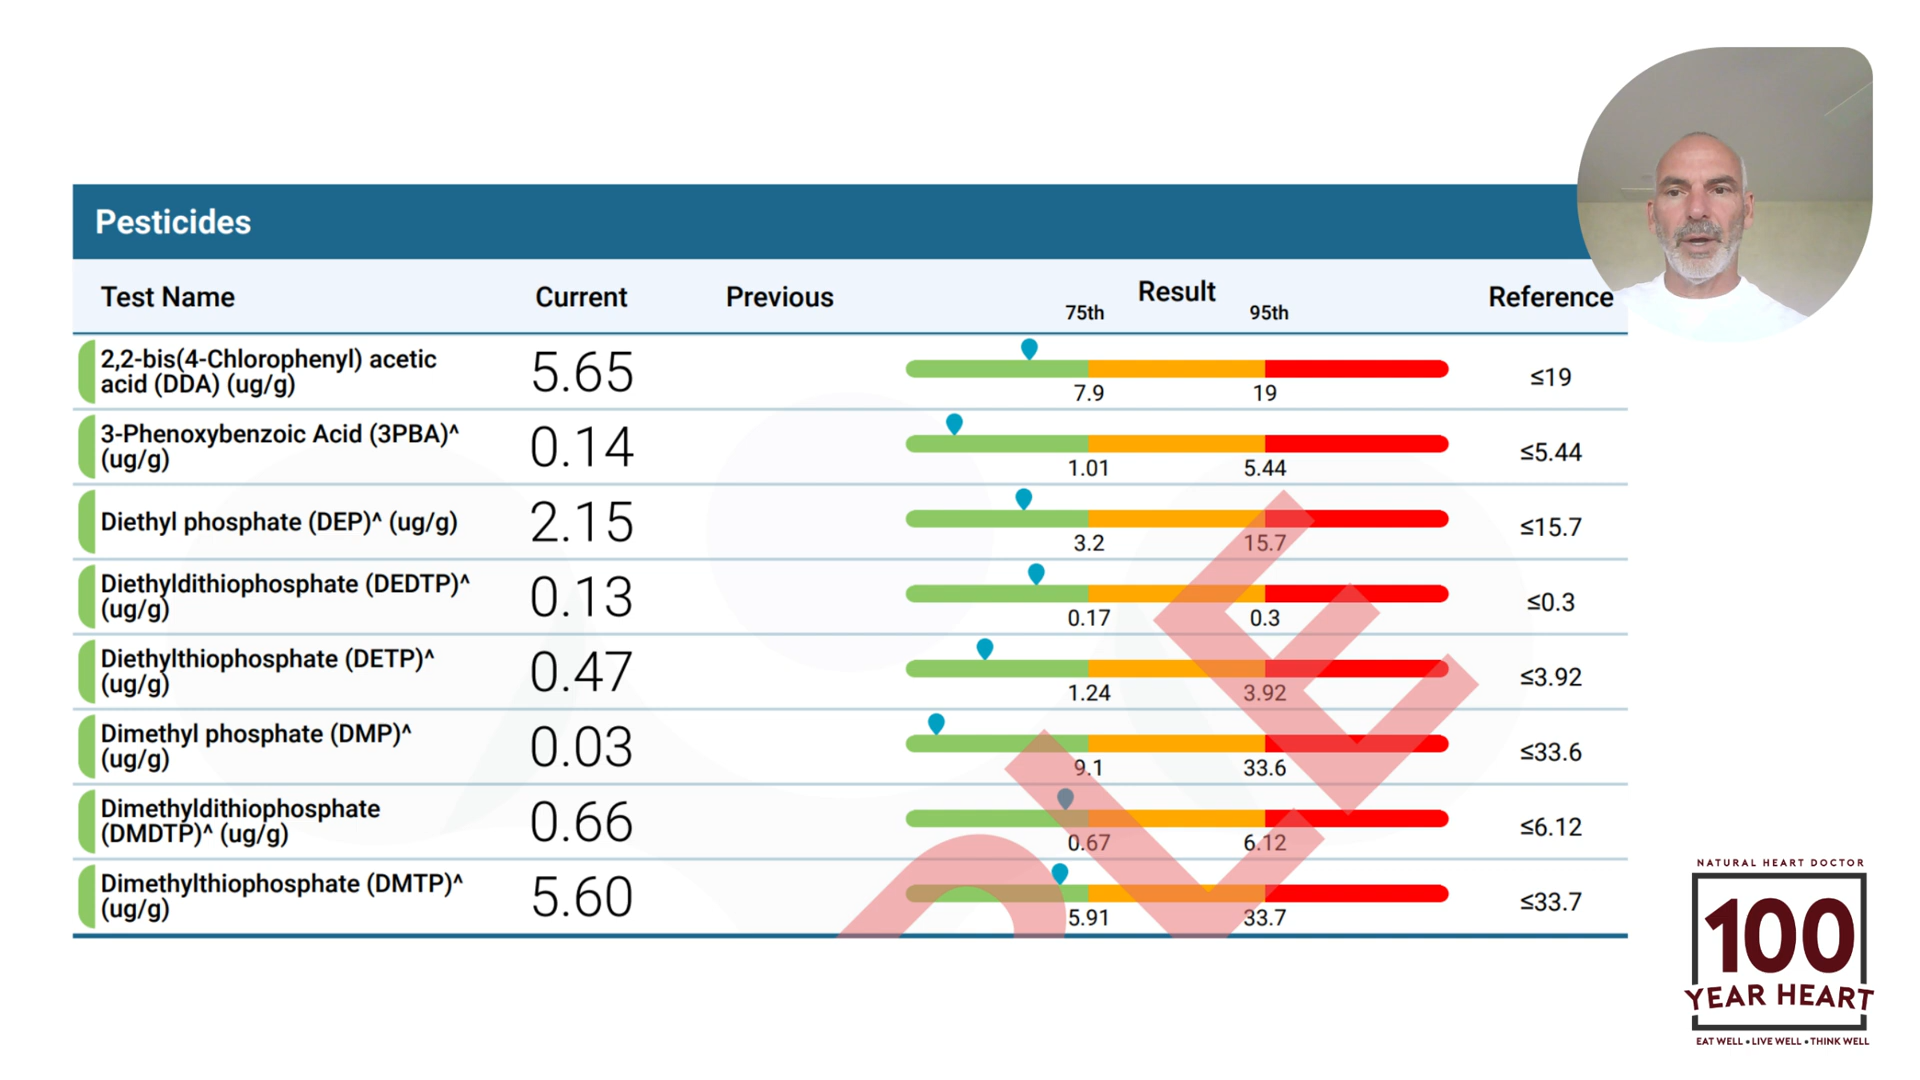 Pesticides
Test Name Current Previous Result Reference
75th 95th
2,2-bis(4-Chlorophenyl) acetic
acid (DDA) (ug/g) 5.65 7.9 19 ≤19
3-Phenoxybenzoic Acid (3PBA)^
(ug/g) 0.14 1.01 5.44 ≤5.44
Diethyl phosphate (DEP)^ (ug/g) 2.15 3.2 15.7 ≤15.7
Diethyldithiophosphate (DEDTP)^
(ug/g) 0.13 0.17 0.3 ≤0.3
Diethylthiophosphate (DETP)^
(ug/g) 0.47 1.24 3.92 ≤3.92
Dimethyl phosphate (DMP)^
(ug/g) 0.03 9.1 33.6 ≤33.6
Dimethyldithiophosphate
(DMDTP)^ (ug/g) 0.66 0.67 6.12 ≤6.12
Dimethylthiophosphate (DMTP)^
(ug/g) 5.60 5.91 33.7 ≤33.7
PLE
NATURAL HEART DOCTOR
100
YEAR HEART
EAT WELL • LIVE WELL • THINK WELL